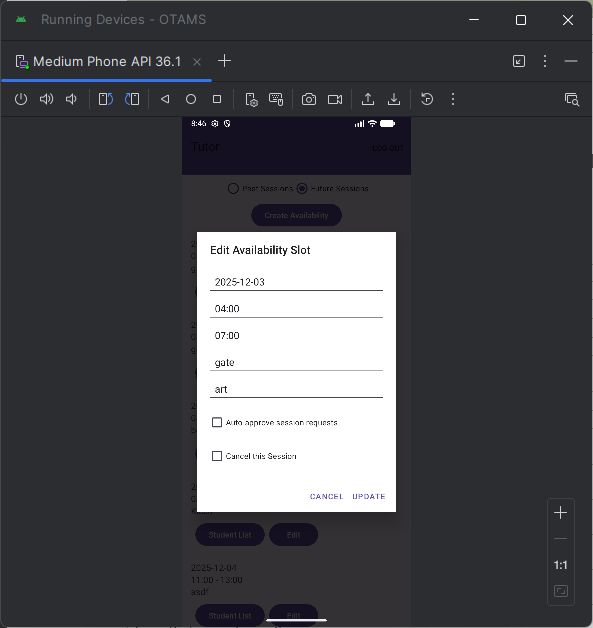 Running Devices - OTAMS
Medium Phone API 36.1
8:46
Tutor
LOG OUT
Past Sessions Future Sessions
Create Availability
Edit Availability Slot
2025-12-03
04:00
07:00
gate
art
Auto approve session requests
Cancel this Session
CANCEL UPDATE
Student List Edit
2025-12-04
11:00 - 13:00
asdf
Student List Edit
1:1